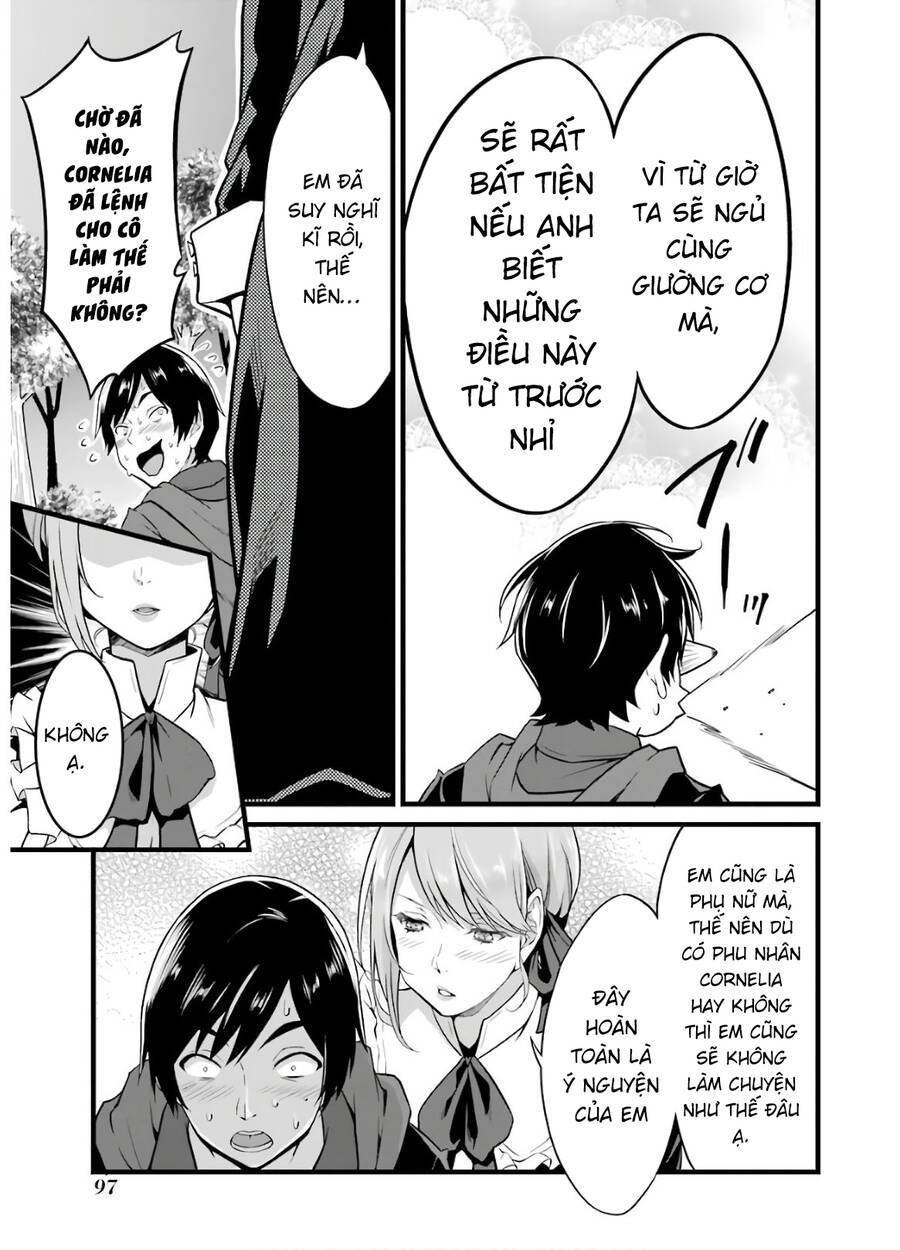 VÌ TỪ GIỜ
TA SẼ NGỦ
CÙNG
GIƯỜNG CƠ
MÀ,
SẼ RẤT
BẤT TIỆN
NẾU ANH
BIẾT
NHỮNG
ĐIỀU NÀY
TỪ TRƯỚC
NHỈ
プイ
EM ĐÃ
SUY NGHĨ
KĨ RỒI,
THẾ
NÊN...
CHỜ ĐÃ
NÀO,
CORNELIA
ĐÃ LỆNH
CHO CÔ
LÀM THẾ
PHẢI
KHÔNG?
KHÔNG
Ạ.
EM CŨNG LÀ
PHỤ NỮ MÀ,
THẾ NÊN DÙ
CÓ PHU NHÂN
CORNELIA
HAY KHÔNG
THÌ EM CŨNG
SẼ KHÔNG
LÀM CHUYỆN
NHƯ THẾ ĐÂU
Ạ.
ĐÂY
HOÀN
TOÀN LÀ
Ý NGUYỆN
CỦA EM
97